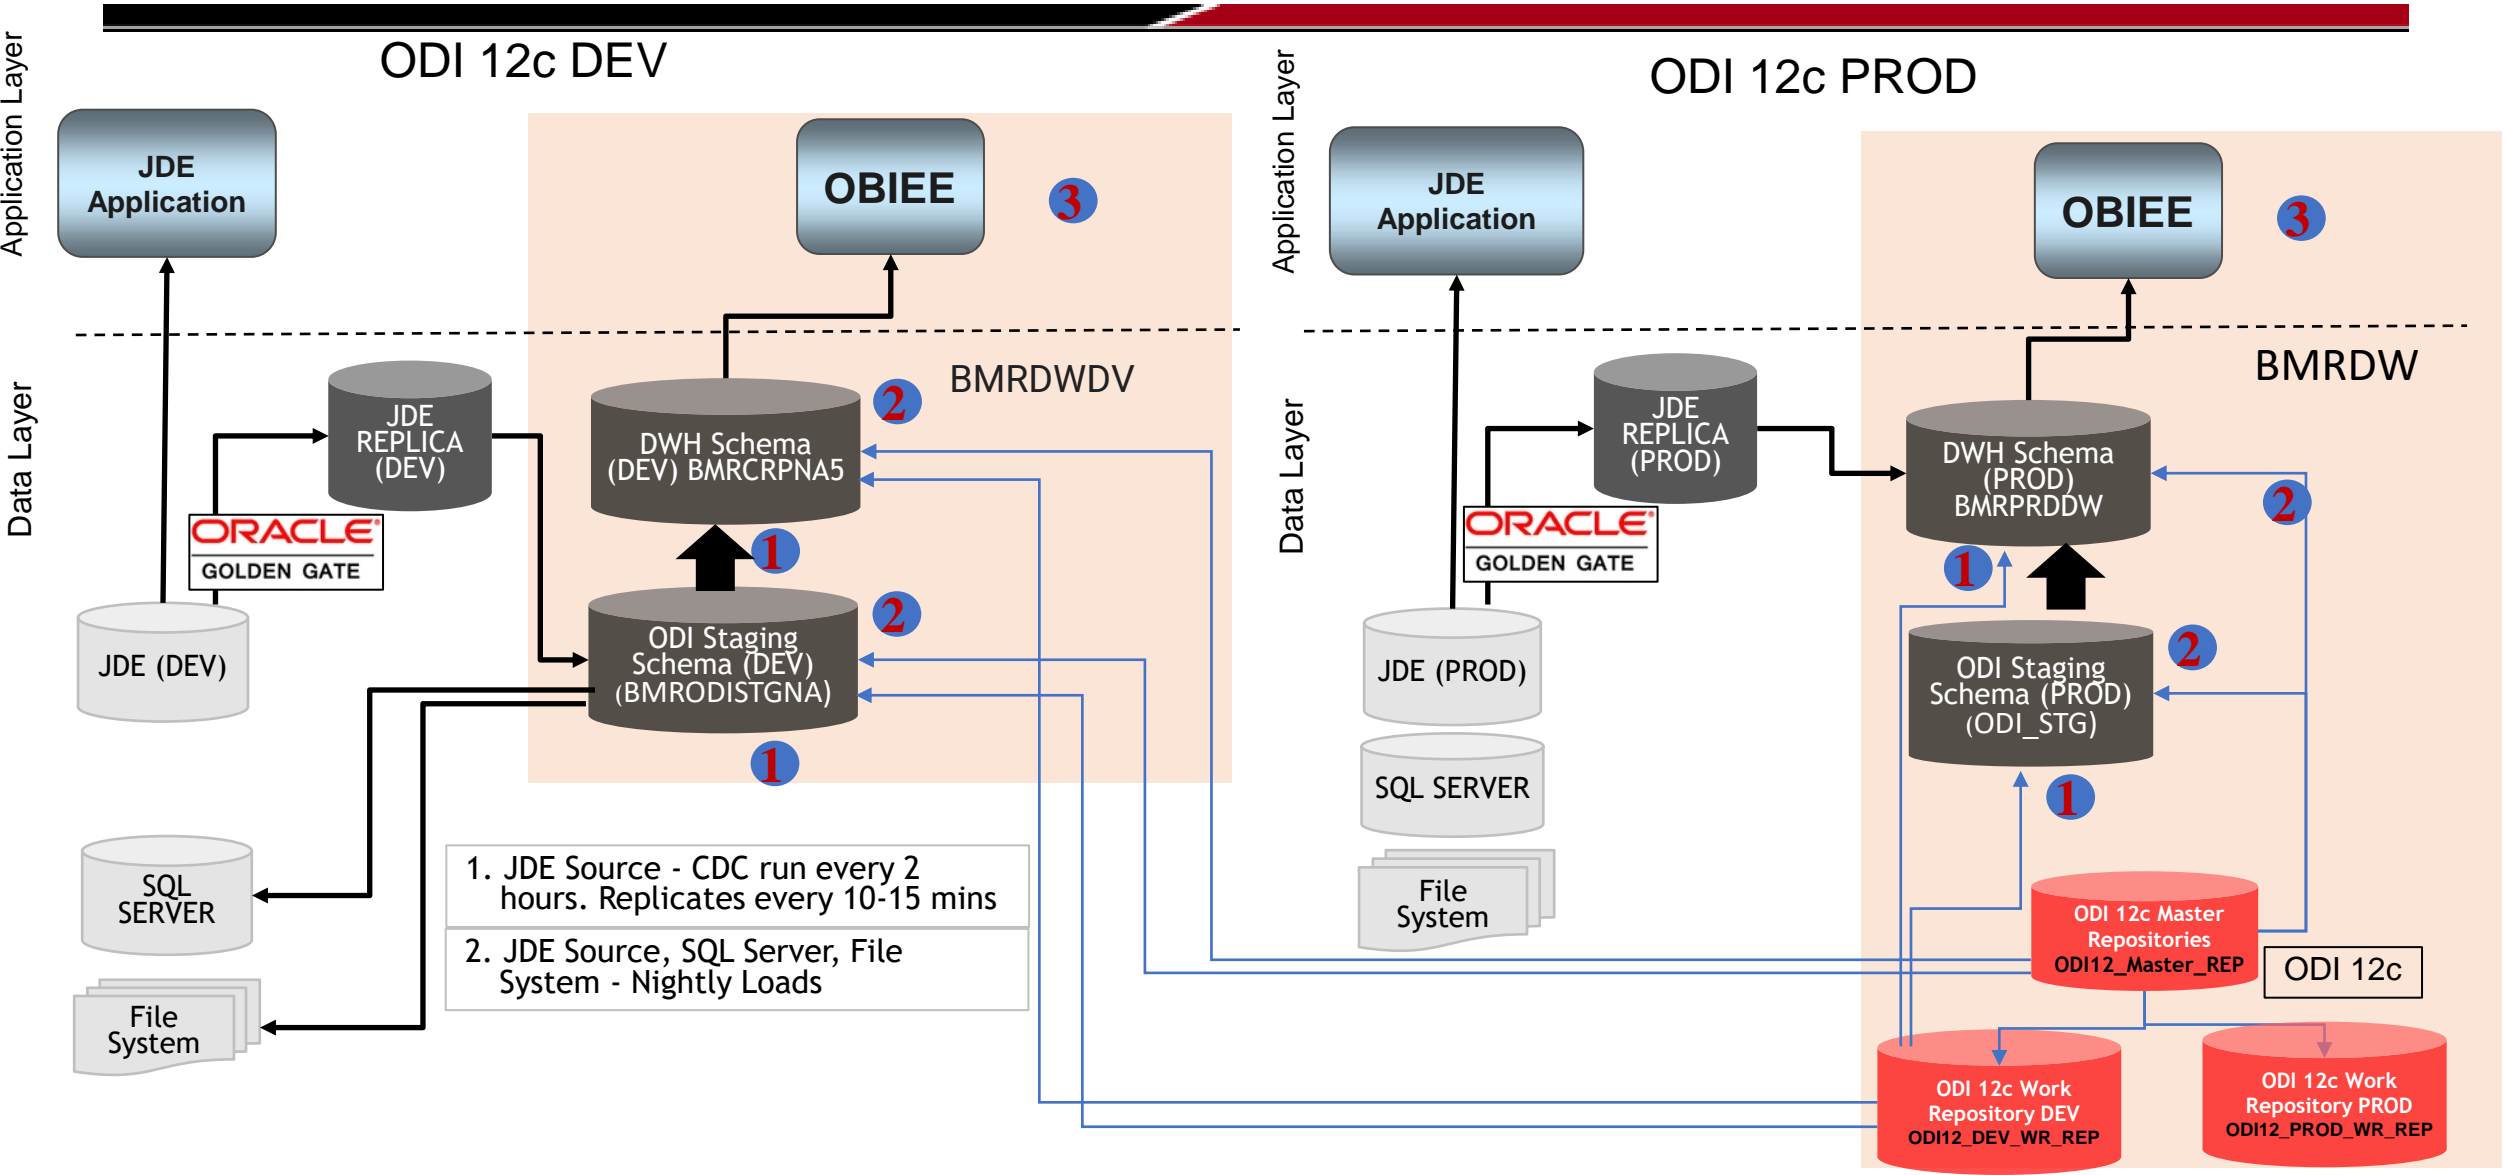 ODI 12c DEV
ODI 12c PROD
Application Layer
JDE
Application
OBIEE
3
Data Layer
BMRDWDV
JDE
REPLICA
(DEV)
2
DWH Schema
(DEV) BMRCRPNA5
ORACLE
GOLDEN GATE
1
JDE (DEV)
2
ODI Staging
Schema (DEV)
(BMRODISTGNA)
1
SQL
SERVER
File
System
1. JDE Source - CDC run every 2
hours. Replicates every 10-15 mins
2. JDE Source, SQL Server, File
System - Nightly Loads
Application Layer
JDE
Application
OBIEE
3
Data Layer
BMRDW
JDE
REPLICA
(PROD)
DWH Schema
(PROD)
BMRPRDDW
2
ORACLE
GOLDEN GATE
1
JDE (PROD)
2
ODI Staging
Schema (PROD)
(ODI_STG)
1
SQL SERVER
File
System
ODI 12c Master
Repositories
ODI12_Master_REP
ODI 12c
ODI 12c Work
Repository DEV
ODI12_DEV_WR_REP
ODI 12c Work
Repository PROD
ODI12_PROD_WR_REP